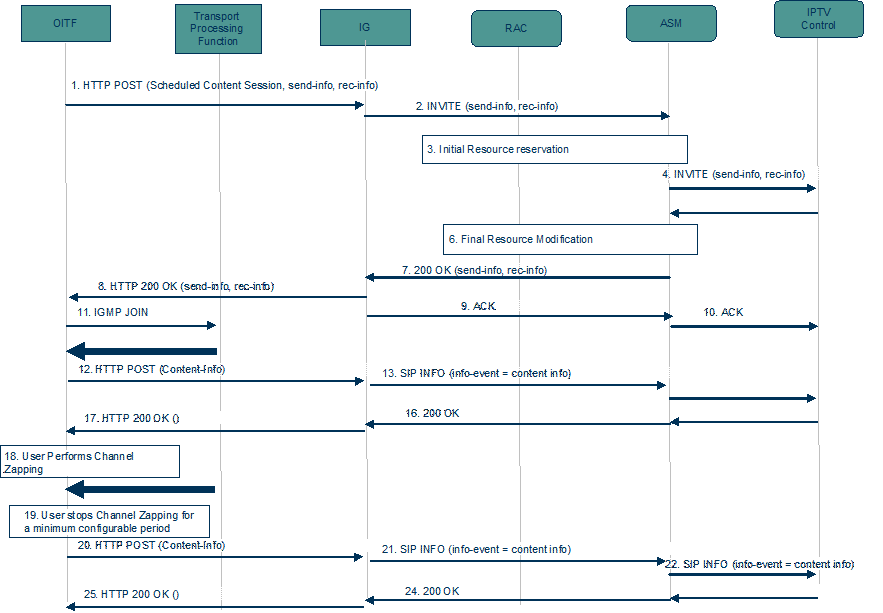 OITF
Transport
Processing
Function
IG
RAC
ASM
IPTV
Control
1. HTTP POST (Scheduled Content Session, send-info, rec-info)
2. INVITE (send-info, rec-info)
3. Initial Resource reservation
4. INVITE (send-info, rec-info)
6. Final Resource Modification
7. 200 OK (send-info, rec-info)
8. HTTP 200 OK (send-info, rec-info)
9. ACK
10. ACK
11. IGMP JOIN
12. HTTP POST (Content-Info)
13. SIP INFO (info-event = content info)
16. 200 OK
17. HTTP 200 OK ()
18. User Performs Channel
Zapping
19. User stops Channel Zapping for
a minimum configurable period
20. HTTP POST (Content-Info)
21. SIP INFO (info-event = content info)
22. SIP INFO (info-event = content info)
24. 200 OK
25. HTTP 200 OK ()